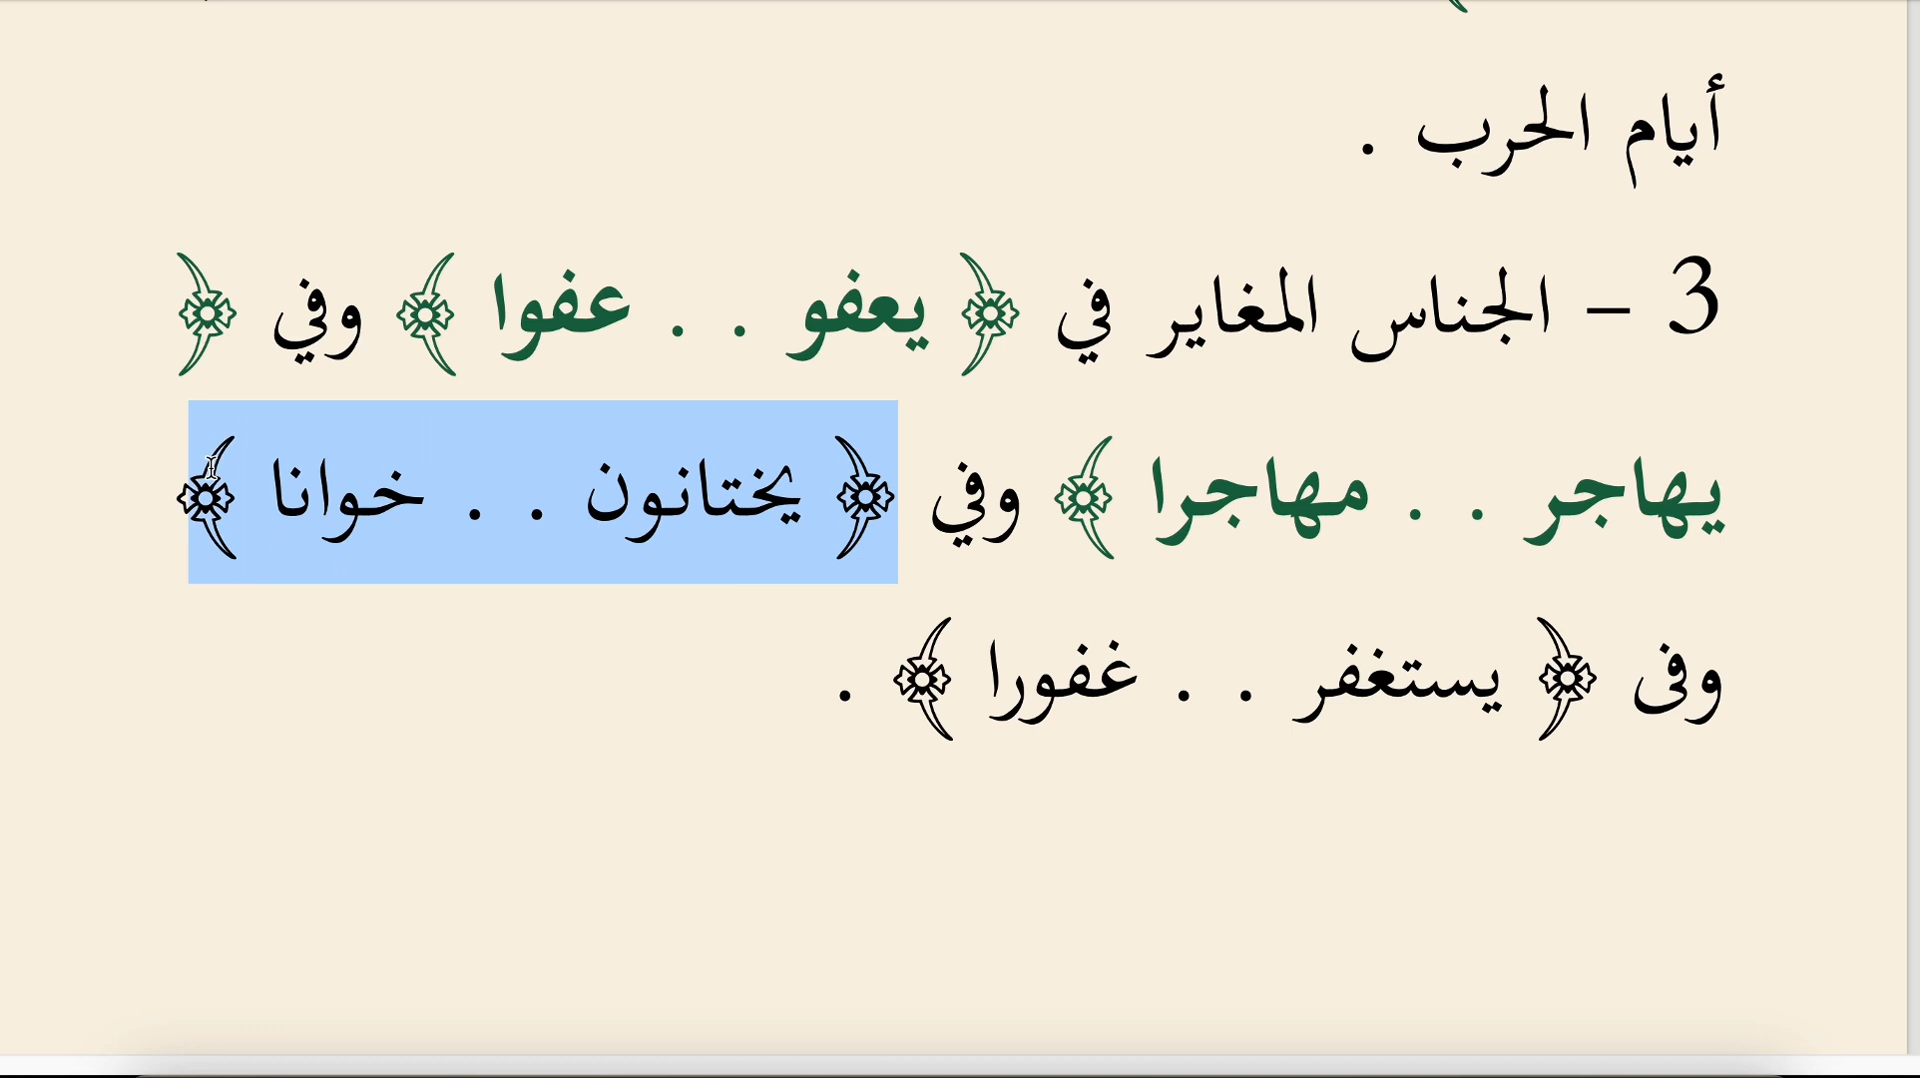 أيام الحرب .
3 – الجناس المغاير في ﴿ يعفو . . عفوا ﴾ وفي ﴿
يهاجر . . مهاجرا ﴾ وفي ﴿ يختانون . . خوانا ﴾
وفى ﴿ يستغفر . . غفورا ﴾ .